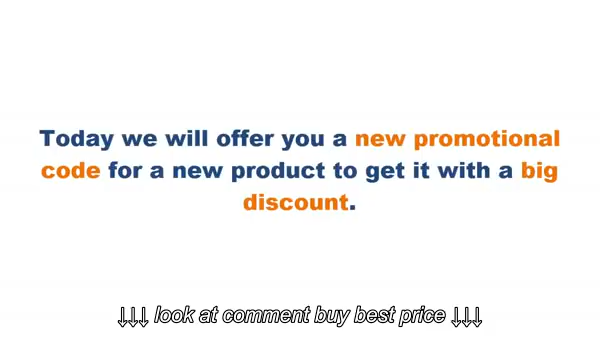 Today we will offer you a new promotional
code for a new product to get it with a big
discount.
↓↓↓ look at comment buy best price ↓↓↓